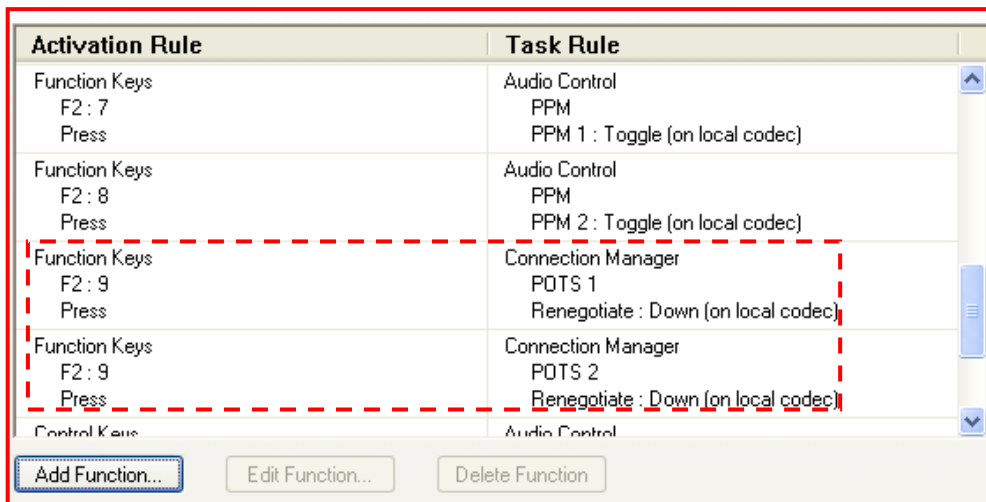 Activation Rule Task Rule
Function Keys Audio Control
F2 : 7 PPM
Press PPM 1 : Toggle (on local codec)
Function Keys Audio Control
F2 : 8 PPM
Press PPM 2 : Toggle (on local codec)
Function Keys Connection Manager
F2 : 9 POTS 1
Press Renegotiate : Down (on local codec)
Function Keys Connection Manager
F2 : 9 POTS 2
Press Renegotiate : Down (on local codec)
Control Keys Audio Control
Add Function... Edit Function... Delete Function